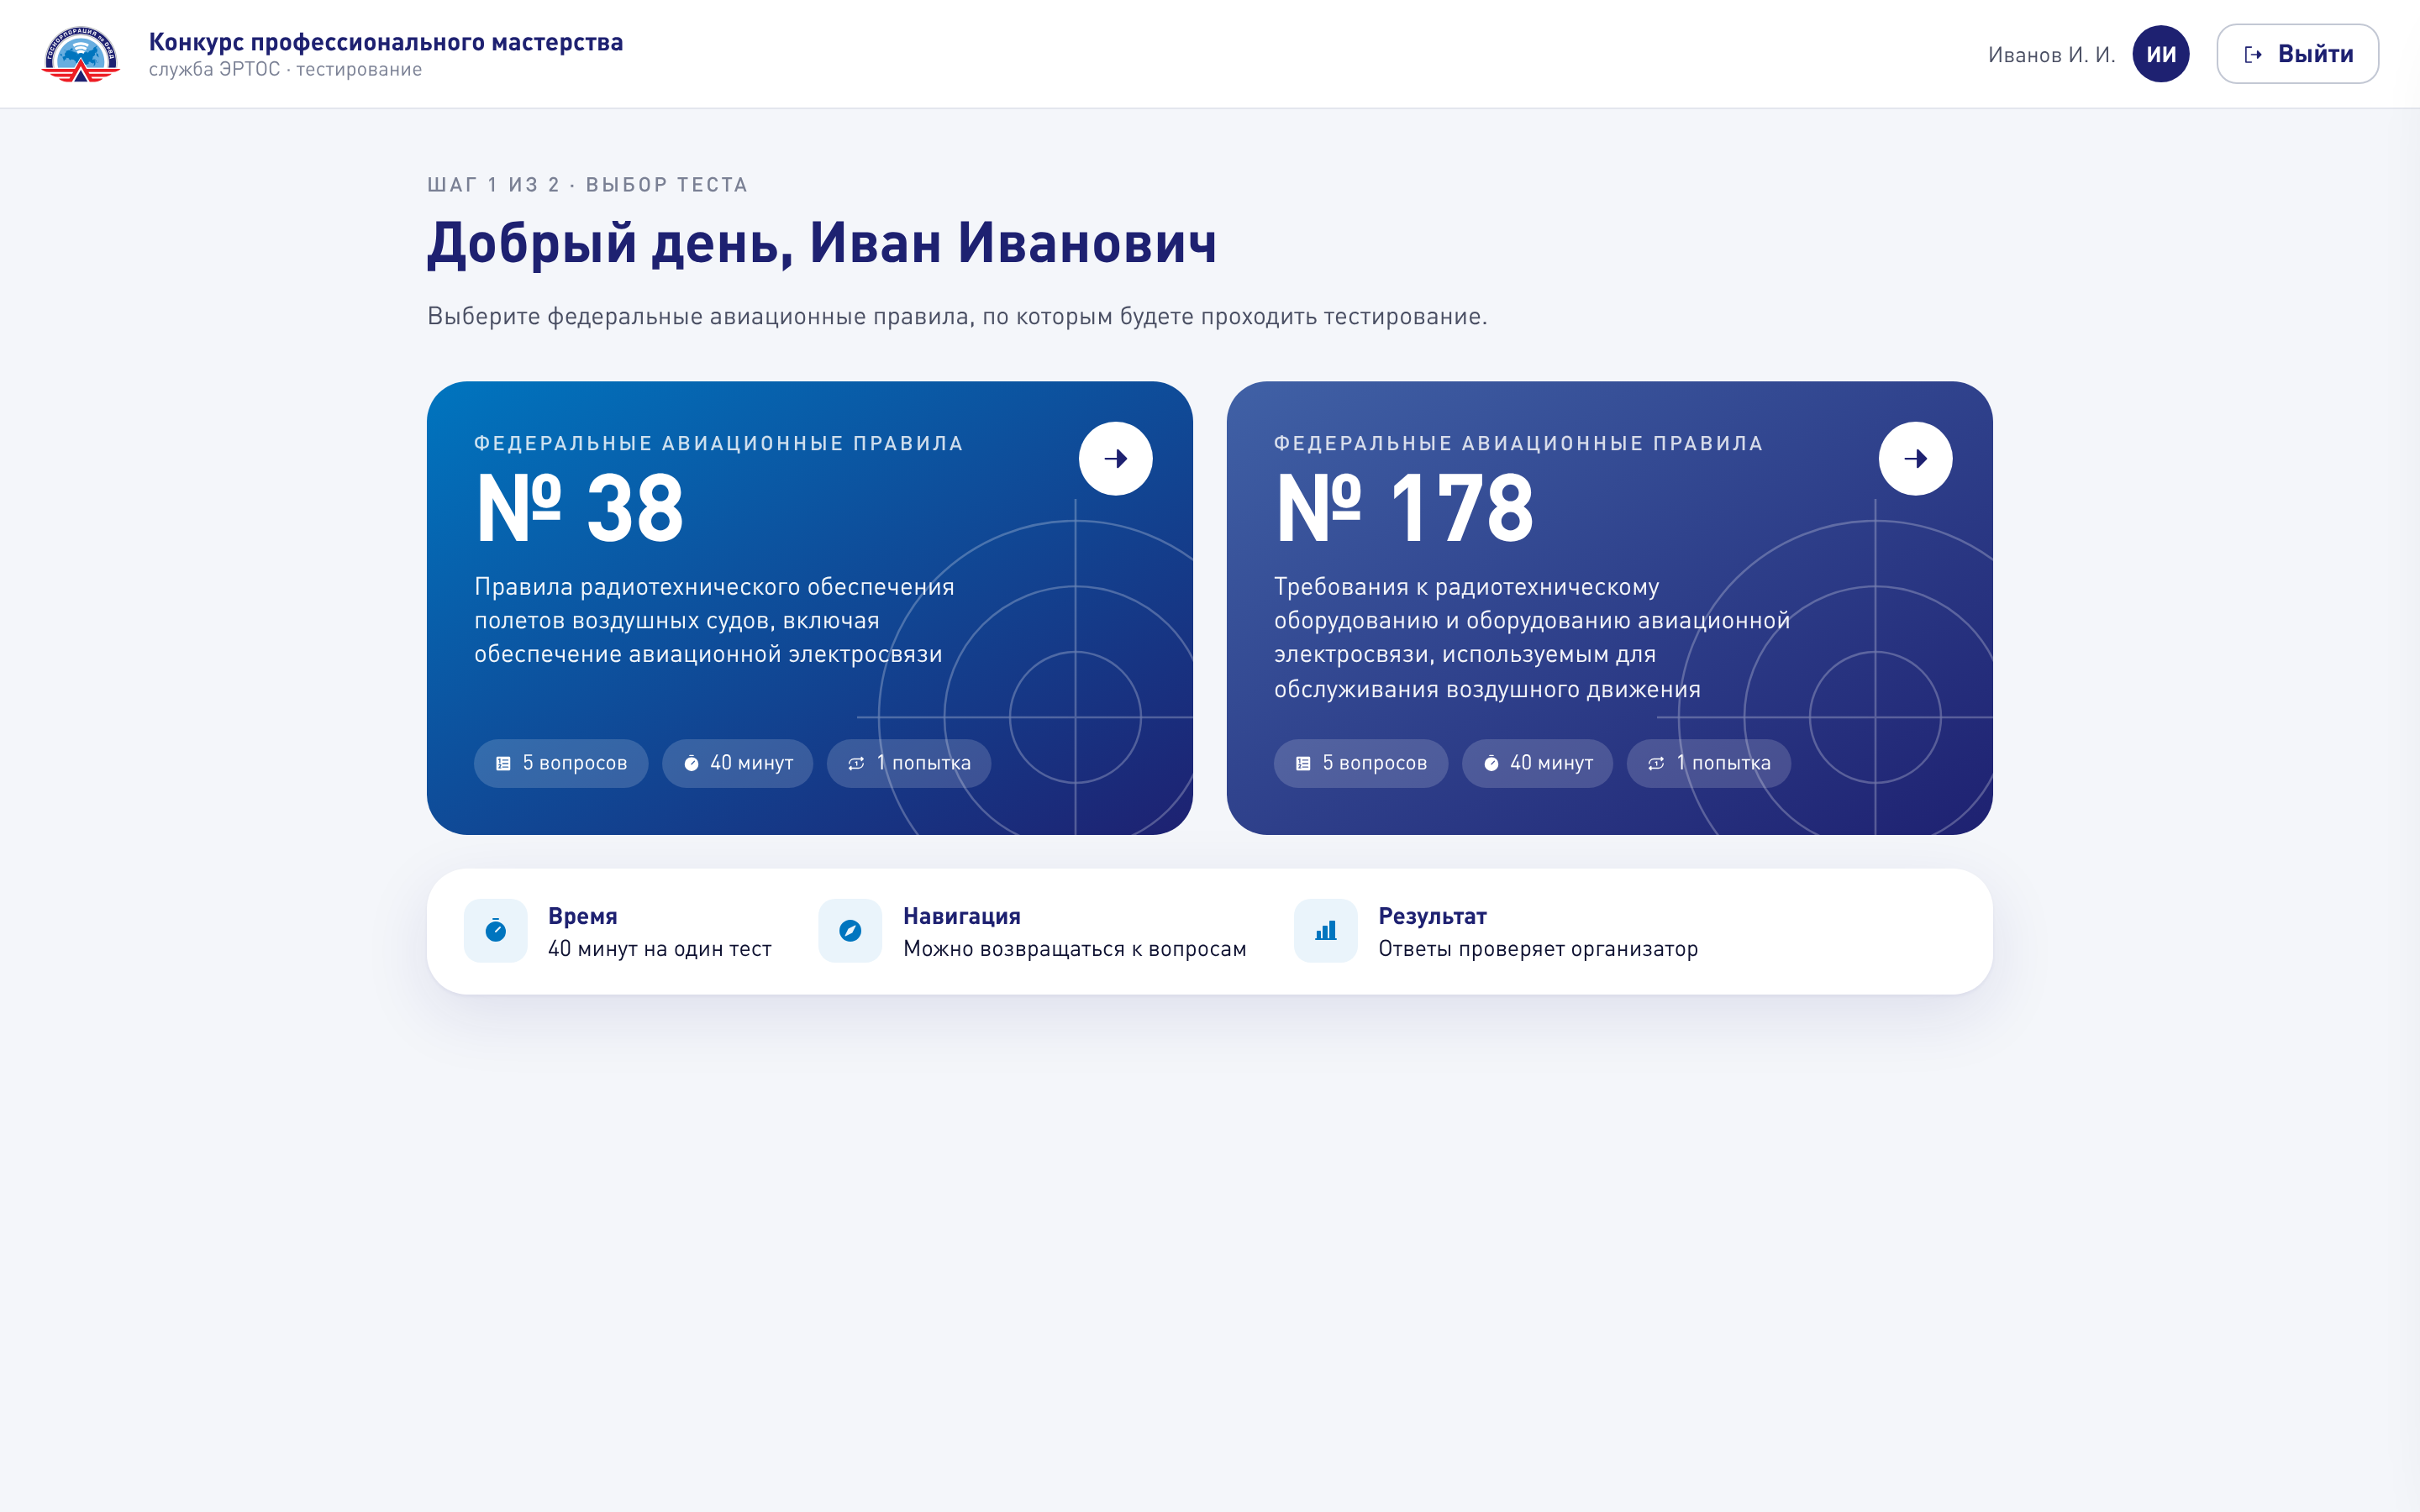 ГОСКОРПОРАЦИЯ ПО ОРВД
Конкурс профессионального мастерства
служба ЭРТОС · тестирование
Иванов И. И.
ИИ
Выйти
ШАГ 1 ИЗ 2 · ВЫБОР ТЕСТА
Добрый день, Иван Иванович
Выберите федеральные авиационные правила, по которым будете проходить тестирование.
ФЕДЕРАЛЬНЫЕ АВИАЦИОННЫЕ ПРАВИЛА
№ 38
Правила радиотехнического обеспечения
полетов воздушных судов, включая
обеспечение авиационной электросвязи
5 вопросов
40 минут
1 попытка
ФЕДЕРАЛЬНЫЕ АВИАЦИОННЫЕ ПРАВИЛА
№ 178
Требования к радиотехническому
оборудованию и оборудованию авиационной
электросвязи, используемым для
обслуживания воздушного движения
5 вопросов
40 минут
1 попытка
Время
40 минут на один тест
Навигация
Можно возвращаться к вопросам
Результат
Ответы проверяет организатор